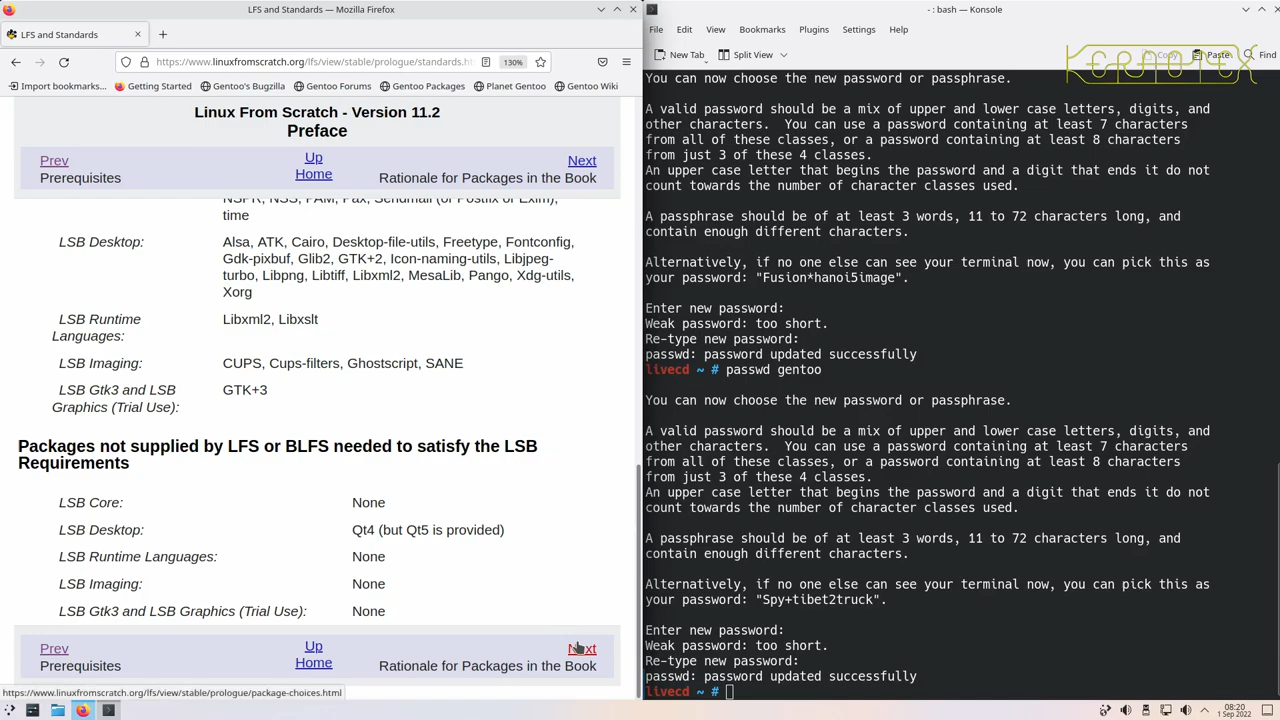 LFS and Standards — Mozilla Firefox
LFS and Standards
https://www.linuxfromscratch.org/lfs/view/stable/prologue/standards
130%
Import bookmarks...
Getting Started
Gentoo's Bugzilla
Gentoo Forums
Gentoo Packages
Planet Gentoo
Gentoo Wiki
Linux From Scratch - Version 11.2
Preface
Prev
Up
Next
Prerequisites
Home
Rationale for Packages in the Book
NSPR, NSS, PAM, Pax, Sendmail (or Postfix or Exim),
time
LSB Desktop:
Alsa, ATK, Cairo, Desktop-file-utils, Freetype, Fontconfig,
Gdk-pixbuf, Glib2, GTK+2, Icon-naming-utils, Libjpeg-
turbo, Libpng, Libtiff, Libxml2, MesaLib, Pango, Xdg-utils,
Xorg
LSB Runtime
Languages:
Libxml2, Libxslt
LSB Imaging:
CUPS, Cups-filters, Ghostscript, SANE
LSB Gtk3 and LSB
Graphics (Trial Use):
GTK+3
Packages not supplied by LFS or BLFS needed to satisfy the LSB
Requirements
LSB Core:
None
LSB Desktop:
Qt4 (but Qt5 is provided)
LSB Runtime Languages:
None
LSB Imaging:
None
LSB Gtk3 and LSB Graphics (Trial Use):
None
Prev
Up
Next
Prerequisites
Home
Rationale for Packages in the Book
https://www.linuxfromscratch.org/lfs/view/stable/prologue/package-choices.html
- : bash — Konsole
File Edit View Bookmarks Plugins Settings Help
New Tab
Split View
Copy
Paste
Find
KERNOTEX
You can now choose the new password or passphrase.
A valid password should be a mix of upper and lower case letters, digits, and
other characters.  You can use a password containing at least 7 characters
from all of these classes, or a password containing at least 8 characters
from just 3 of these 4 classes.
An upper case letter that begins the password and a digit that ends it do not
count towards the number of character classes used.
A passphrase should be of at least 3 words, 11 to 72 characters long, and
contain enough different characters.
Alternatively, if no one else can see your terminal now, you can pick this as
your password: "Fusion*hanoi5image".
Enter new password:
Weak password: too short.
Re-type new password:
passwd: password updated successfully
livecd ~ # passwd gentoo
You can now choose the new password or passphrase.
A valid password should be a mix of upper and lower case letters, digits, and
other characters.  You can use a password containing at least 7 characters
from all of these classes, or a password containing at least 8 characters
from just 3 of these 4 classes.
An upper case letter that begins the password and a digit that ends it do not
count towards the number of character classes used.
A passphrase should be of at least 3 words, 11 to 72 characters long, and
contain enough different characters.
Alternatively, if no one else can see your terminal now, you can pick this as
your password: "Spy+tibet2truck".
Enter new password:
Weak password: too short.
Re-type new password:
passwd: password updated successfully
livecd ~ #
08:20
1 Sep 2022